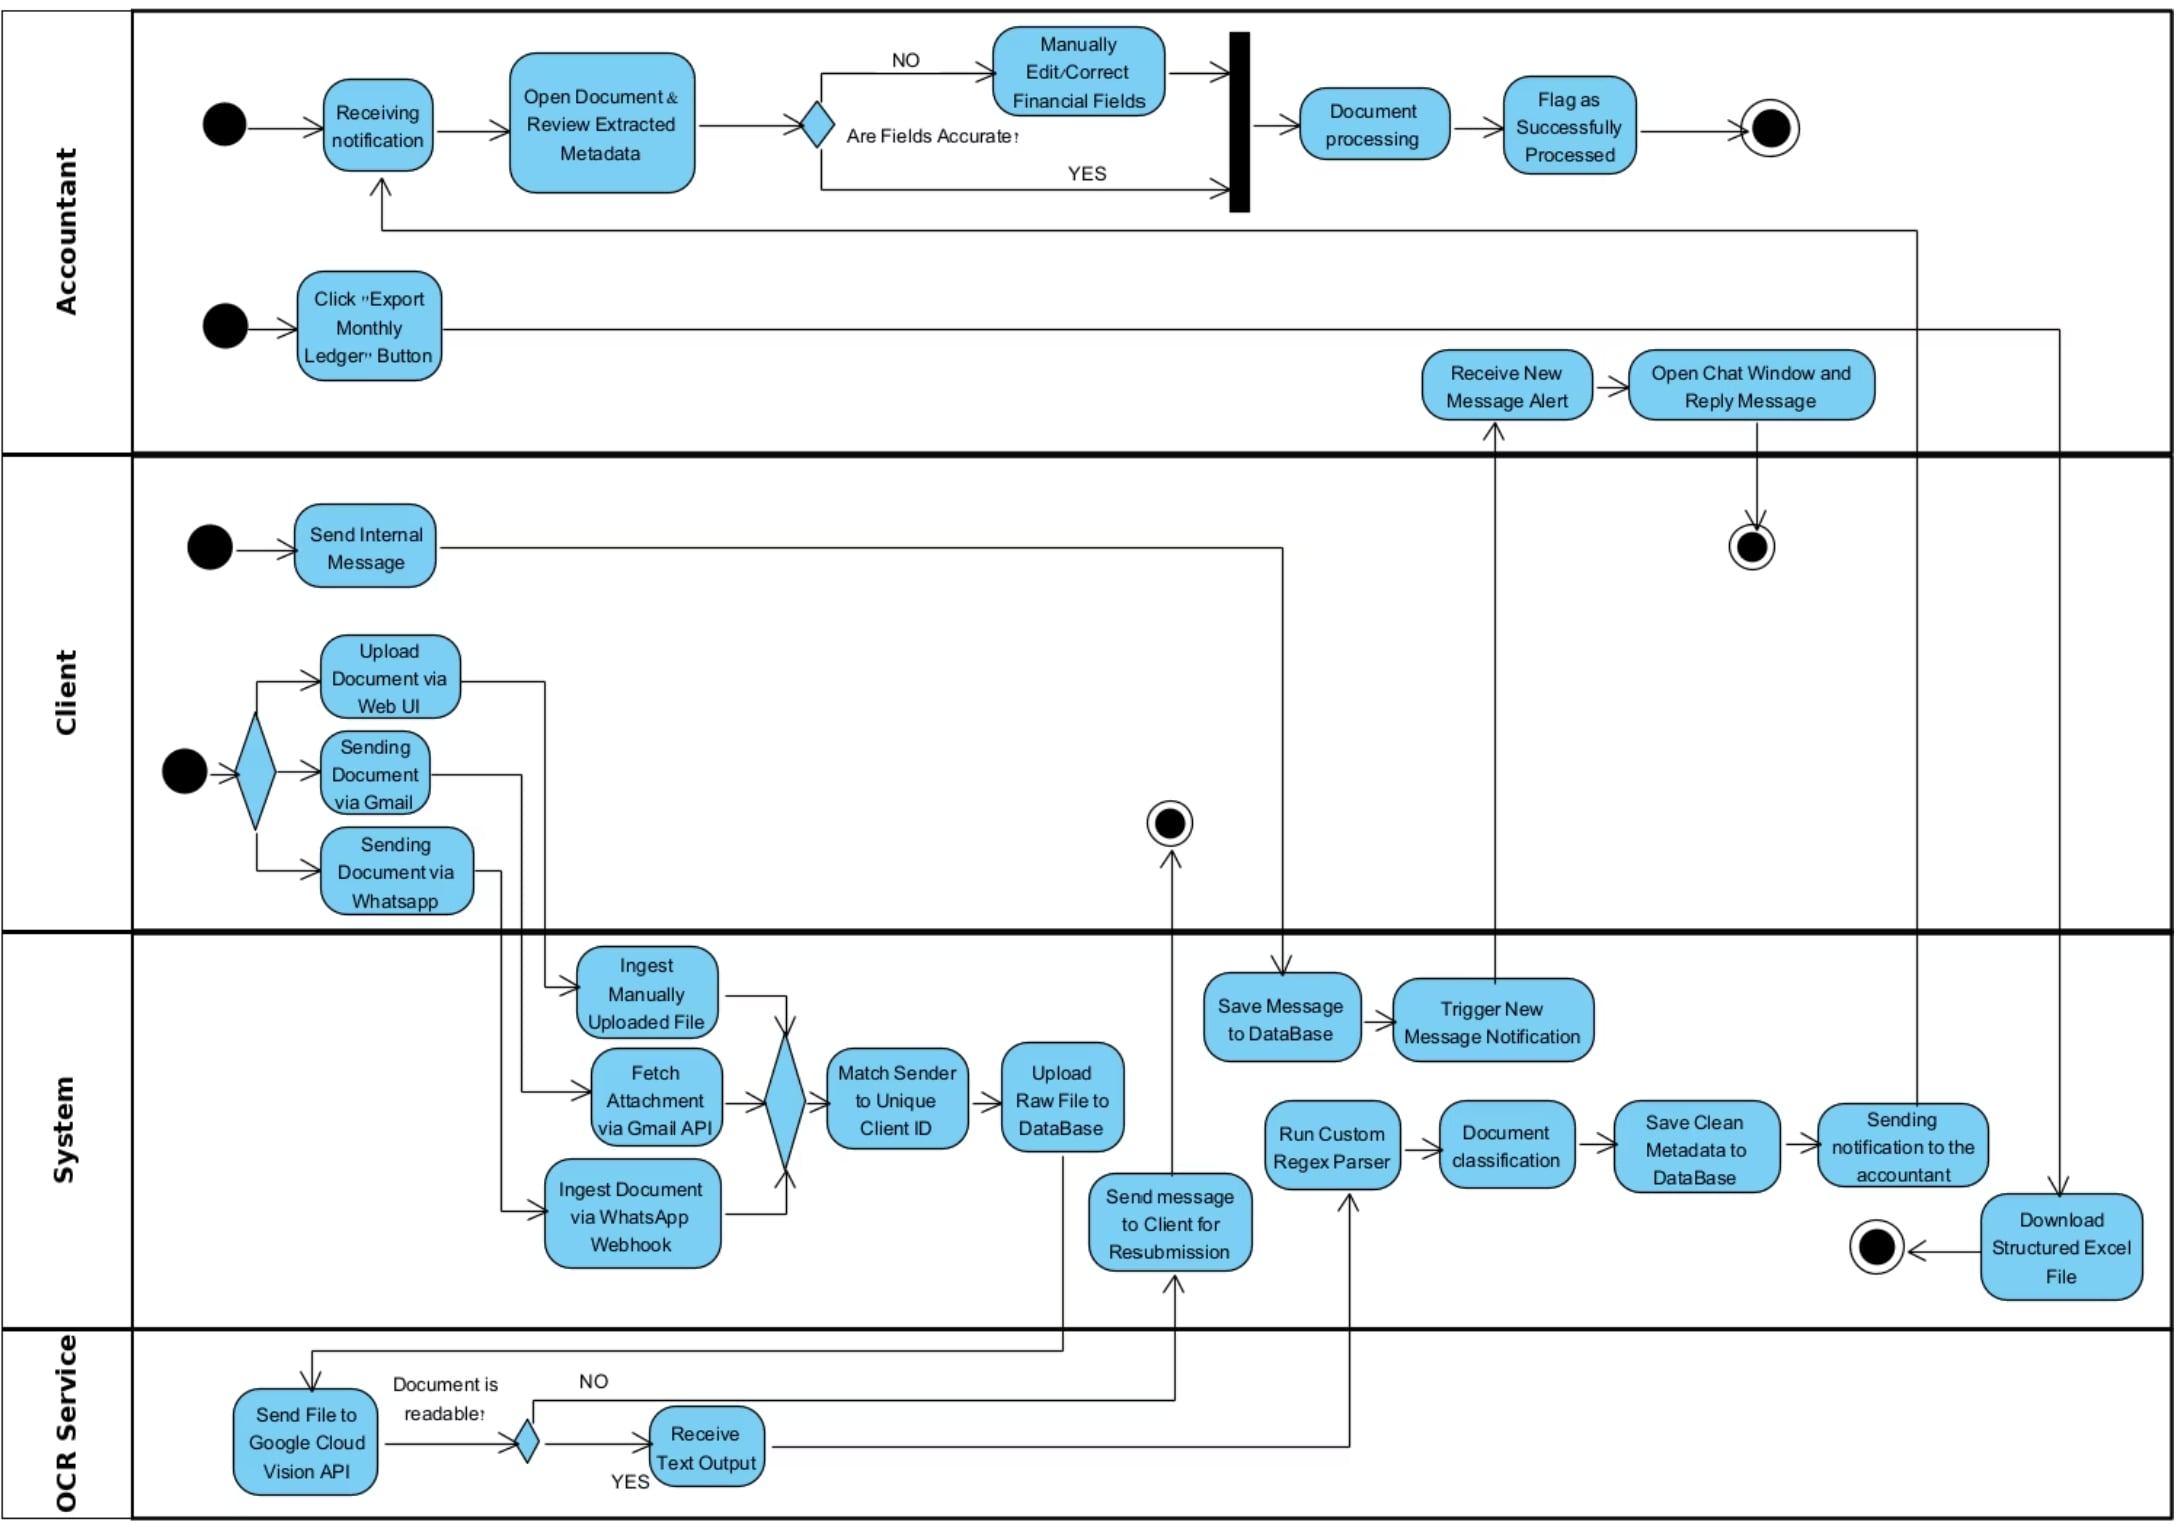 Accountant
Receiving
notification
Open Document &
Review Extracted
Metadata
NO
Are Fields Accurate?
YES
Manually
Edit/Correct
Financial Fields
Document
processing
Flag as
Successfully
Processed
Click "Export
Monthly
Ledger" Button
Receive New
Message Alert
Open Chat Window and
Reply Message
Client
Send Internal
Message
Upload
Document via
Web UI
Sending
Document
via Gmail
Sending
Document via
Whatsapp
System
Ingest
Manually
Uploaded File
Fetch
Attachment
via Gmail API
Ingest Document
via WhatsApp
Webhook
Match Sender
to Unique
Client ID
Upload
Raw File to
DataBase
Send message
to Client for
Resubmission
Save Message
to DataBase
Trigger New
Message Notification
Run Custom
Regex Parser
Document
classification
Save Clean
Metadata to
DataBase
Sending
notification to the
accountant
Download
Structured Excel
File
OCR Service
Send File to
Google Cloud
Vision API
Document is
readable?
NO
YES
Receive
Text Output